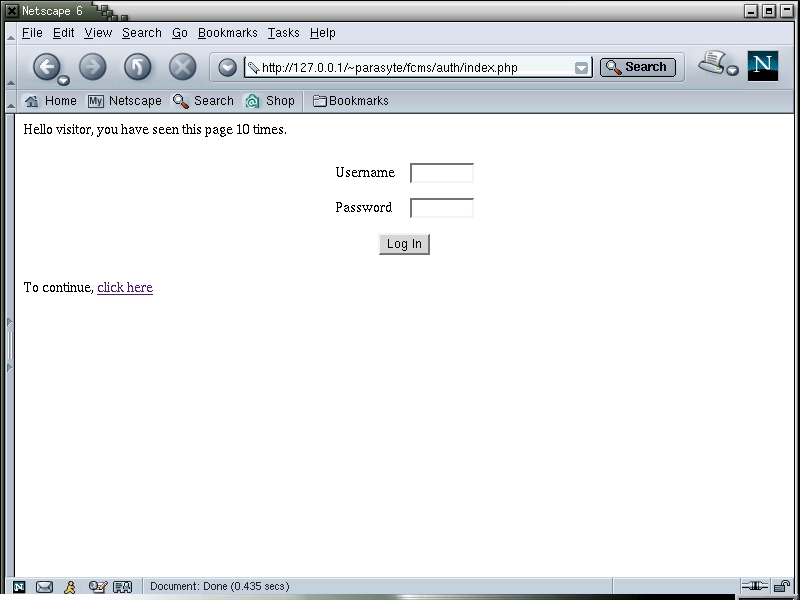 Netscape 6
File Edit View Search Go Bookmarks Tasks Help
http://127.0.0.1/~parasyte/fcms/auth/index.php Search N
Home My Netscape Search Shop Bookmarks
Hello visitor, you have seen this page 10 times.
Username
Password
Log In
To continue, click here
N Document: Done (0.435 secs)